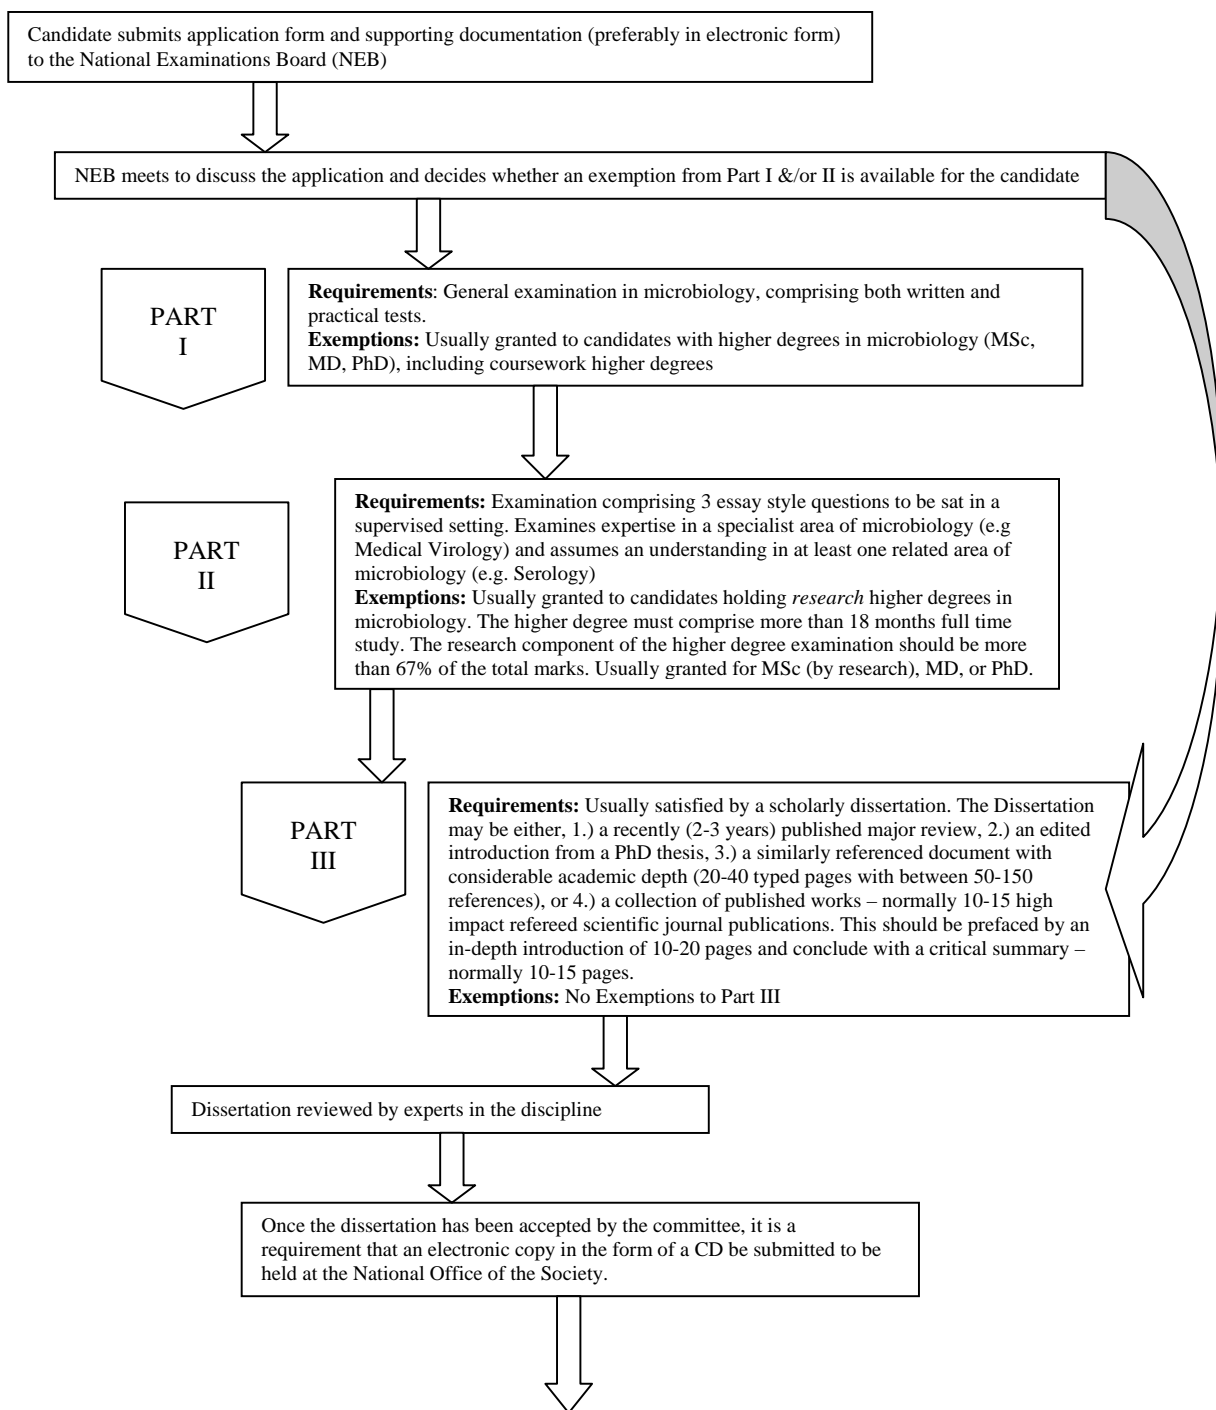 Candidate submits application form and supporting documentation (preferably in electronic form)
to the National Examinations Board (NEB)
NEB meets to discuss the application and decides whether an exemption from Part I &/or II is available for the candidate
PART
I
Requirements: General examination in microbiology, comprising both written and
practical tests.
Exemptions: Usually granted to candidates with higher degrees in microbiology (MSc,
MD, PhD), including coursework higher degrees
PART
II
Requirements: Examination comprising 3 essay style questions to be sat in a
supervised setting. Examines expertise in a specialist area of microbiology (e.g
Medical Virology) and assumes an understanding in at least one related area of
microbiology (e.g. Serology)
Exemptions: Usually granted to candidates holding research higher degrees in
microbiology. The higher degree must comprise more than 18 months full time
study. The research component of the higher degree examination should be more
than 67% of the total marks. Usually granted for MSc (by research), MD, or PhD.
PART
III
Requirements: Usually satisfied by a scholarly dissertation. The Dissertation
may be either, 1.) a recently (2-3 years) published major review, 2.) an edited
introduction from a PhD thesis, 3.) a similarly referenced document with
considerable academic depth (20-40 typed pages with between 50-150
references), or 4.) a collection of published works – normally 10-15 high
impact refereed scientific journal publications. This should be prefaced by an
in-depth introduction of 10-20 pages and conclude with a critical summary –
normally 10-15 pages.
Exemptions: No Exemptions to Part III
Dissertation reviewed by experts in the discipline
Once the dissertation has been accepted by the committee, it is a
requirement that an electronic copy in the form of a CD be submitted to be
held at the National Office of the Society.